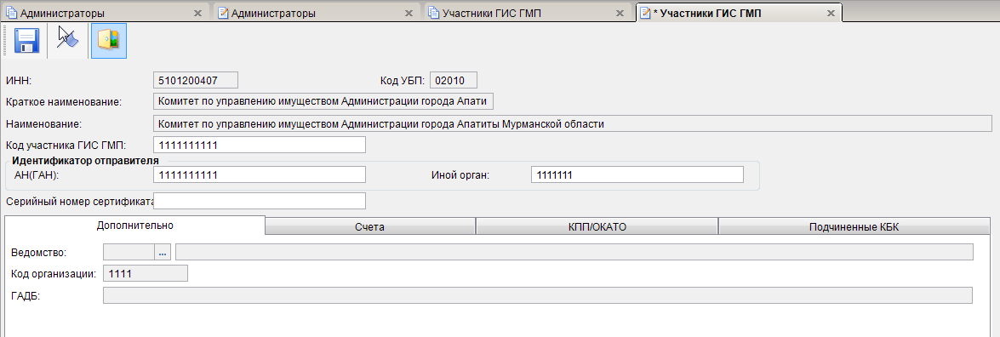 Администраторы Администраторы Участники ГИС ГМП * Участники ГИС ГМП
ИНН: 5101200407 Код УБП: 02010
Краткое наименование: Комитет по управлению имуществом Администрации города Апати
Наименование: Комитет по управлению имуществом Администрации города Апатиты Мурманской области
Код участника ГИС ГМП: 1111111111
Идентификатор отправителя
АН(ГАН): 1111111111 Иной орган: 1111111
Серийный номер сертификата
Дополнительно Счета КПП/ОКАТО Подчиненные КБК
Ведомство: ...
Код организации: 1111
ГАДБ: